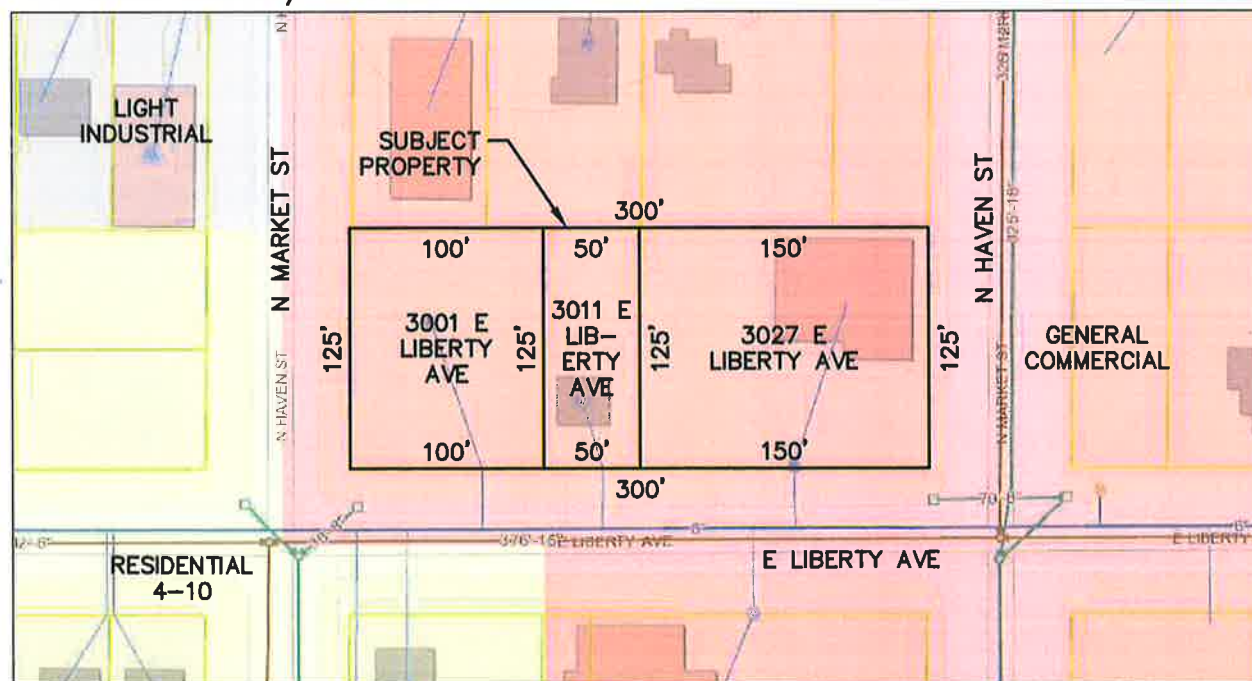 LIGHT
INDUSTRIAL
N MARKET ST
N HAVEN ST
SUBJECT
PROPERTY
300'
100'
50'
150'
125'
3001 E
LIBERTY
AVE
125'
3011 E
LIB-
ERTY
AVE
125'
3027 E
LIBERTY AVE
125'
100'
50'
150'
300'
N HAVEN ST
N MARKET ST
GENERAL
COMMERCIAL
RESIDENTIAL
4-10
E LIBERTY AVE
E LIBERTY AVE
E LIBERTY